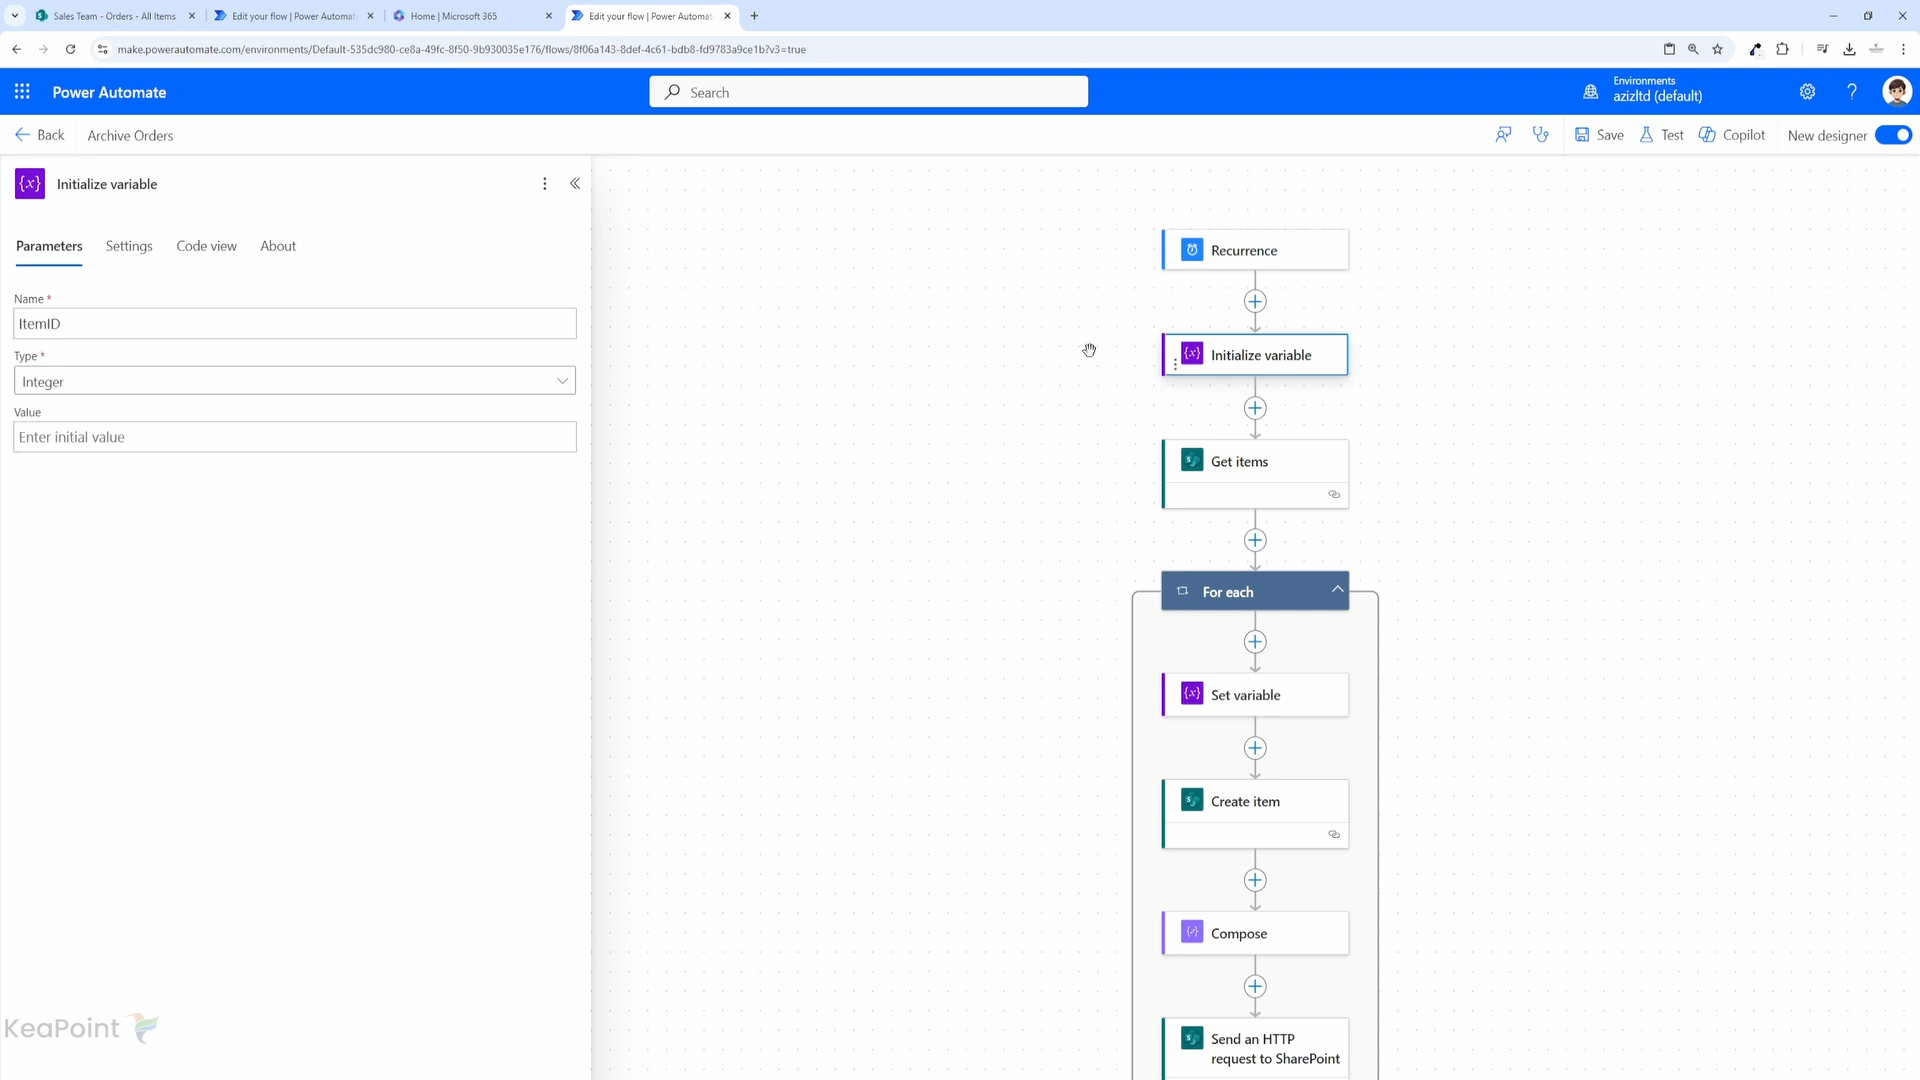 Sales Team - Orders - All Items
Edit your flow | Power Automat
Home | Microsoft 365
Edit your flow | Power Automat
make.powerautomate.com/environments/Default-535dc980-ce8a-49fc-8f50-9b930035e176/flows/8f06a143-8def-4c61-bdb8-fd9783a9ce1b?v3=true
Power Automate
Search
Environments
azizltd (default)
Back
Archive Orders
Save
Test
Copilot
New designer
{x}
Initialize variable
Parameters
Settings
Code view
About
Name *
ItemID
Type *
Integer
Value
Enter initial value
Recurrence
{x}
Initialize variable
Get items
For each
{x}
Set variable
Create item
Compose
Send an HTTP
request to SharePoint
KeaPoint